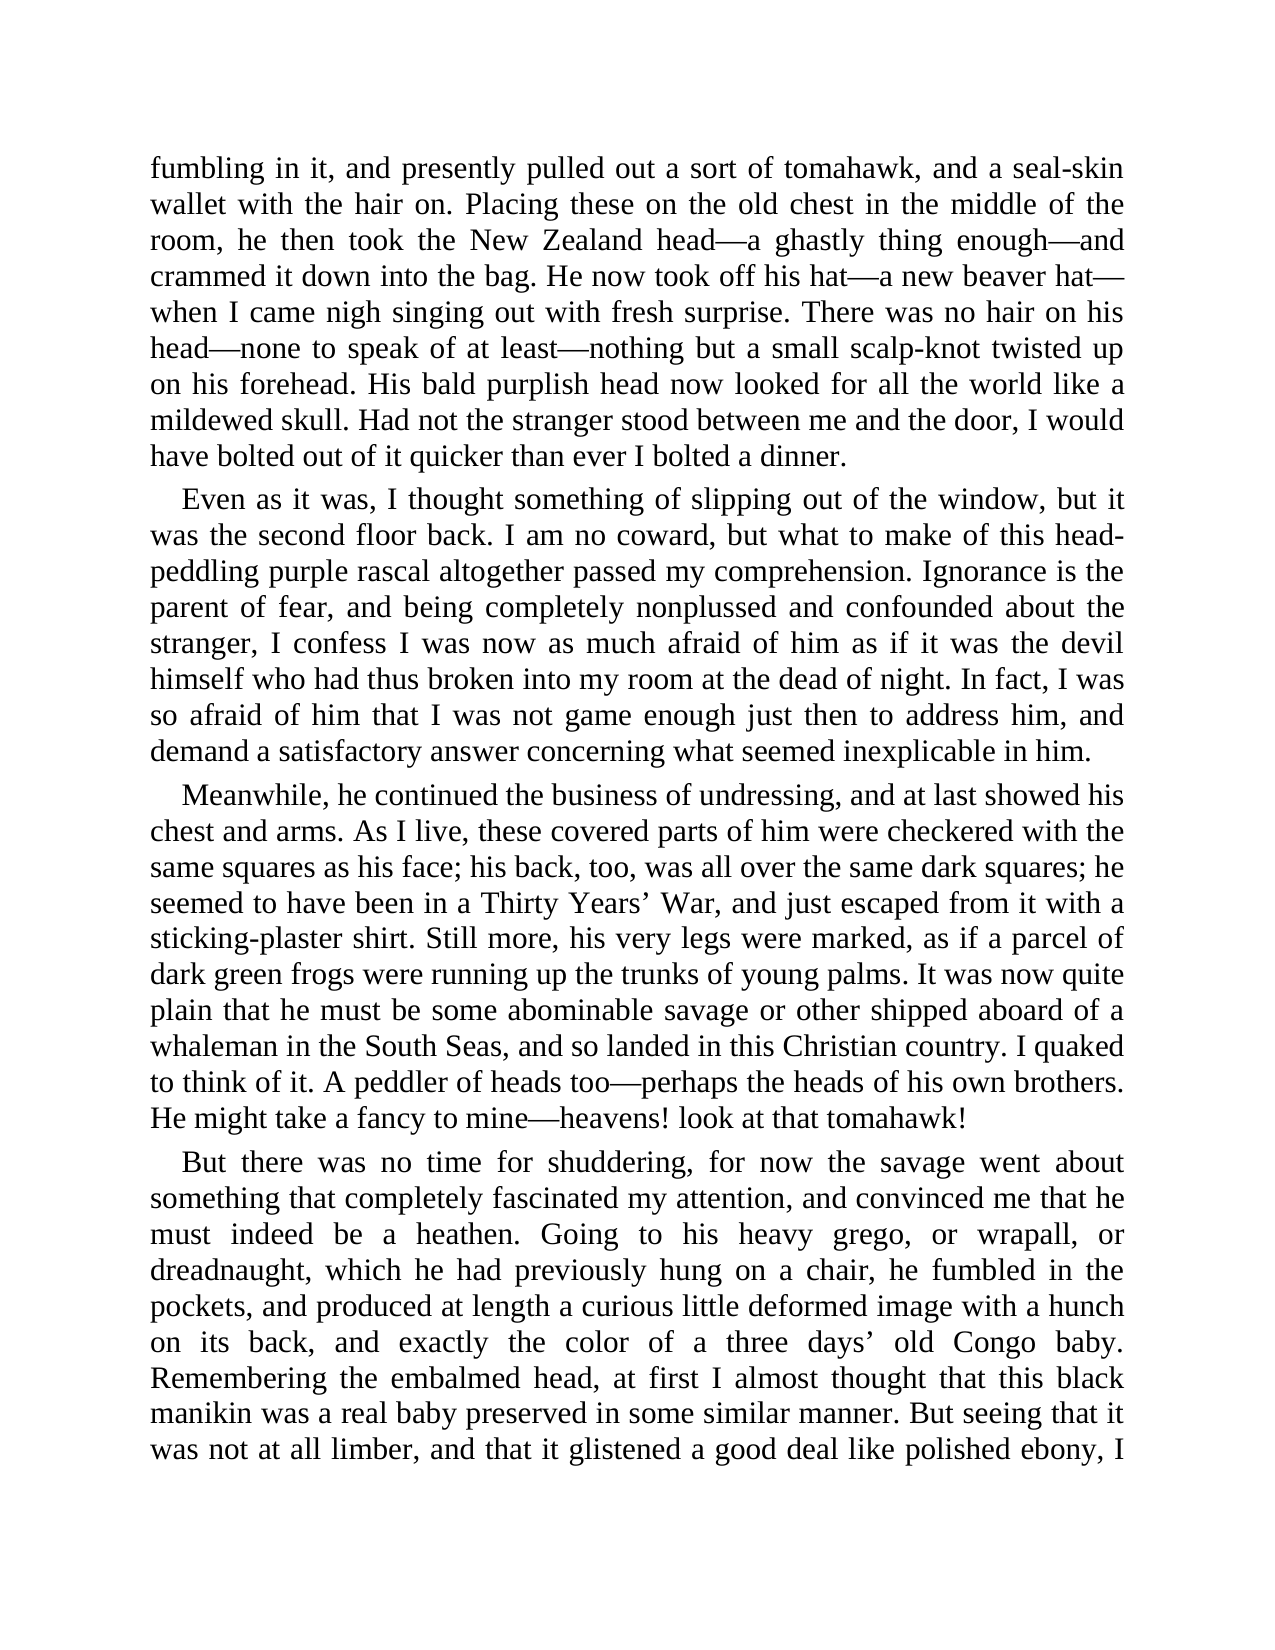 fumbling in it, and presently pulled out a sort of tomahawk, and a seal-skin
wallet with the hair on. Placing these on the old chest in the middle of the
room, he then took the New Zealand head—a ghastly thing enough—and
crammed it down into the bag. He now took off his hat—a new beaver hat—
when I came nigh singing out with fresh surprise. There was no hair on his
head—none to speak of at least—nothing but a small scalp-knot twisted up
on his forehead. His bald purplish head now looked for all the world like a
mildewed skull. Had not the stranger stood between me and the door, I would
have bolted out of it quicker than ever I bolted a dinner.
Even as it was, I thought something of slipping out of the window, but it
was the second floor back. I am no coward, but what to make of this head-
peddling purple rascal altogether passed my comprehension. Ignorance is the
parent of fear, and being completely nonplussed and confounded about the
stranger, I confess I was now as much afraid of him as if it was the devil
himself who had thus broken into my room at the dead of night. In fact, I was
so afraid of him that I was not game enough just then to address him, and
demand a satisfactory answer concerning what seemed inexplicable in him.
Meanwhile, he continued the business of undressing, and at last showed his
chest and arms. As I live, these covered parts of him were checkered with the
same squares as his face; his back, too, was all over the same dark squares; he
seemed to have been in a Thirty Years’ War, and just escaped from it with a
sticking-plaster shirt. Still more, his very legs were marked, as if a parcel of
dark green frogs were running up the trunks of young palms. It was now quite
plain that he must be some abominable savage or other shipped aboard of a
whaleman in the South Seas, and so landed in this Christian country. I quaked
to think of it. A peddler of heads too—perhaps the heads of his own brothers.
He might take a fancy to mine—heavens! look at that tomahawk!
But there was no time for shuddering, for now the savage went about
something that completely fascinated my attention, and convinced me that he
must indeed be a heathen. Going to his heavy grego, or wrapall, or
dreadnaught, which he had previously hung on a chair, he fumbled in the
pockets, and produced at length a curious little deformed image with a hunch
on its back, and exactly the color of a three days’ old Congo baby.
Remembering the embalmed head, at first I almost thought that this black
manikin was a real baby preserved in some similar manner. But seeing that it
was not at all limber, and that it glistened a good deal like polished ebony, I